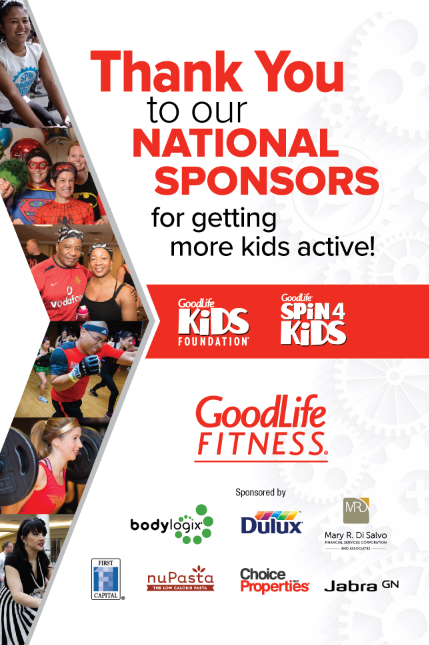 Thank You
to our
NATIONAL
SPONSORS
for getting
more kids active!
GoodLife
KiDS
FOUNDATION
GoodLife
SPiN4
KiDS
GoodLife
FITNESS.
Sponsored by
bodylogix
Dulux
MRD
Mary R. Di Salvo
FINANCIAL SERVICES CORPORATION
AND ASSOCIATES
FIRST
CAPITAL
nuPasta
THE LOW CALORIE PASTA
Choice
Properties
Jabra GN
vodafone